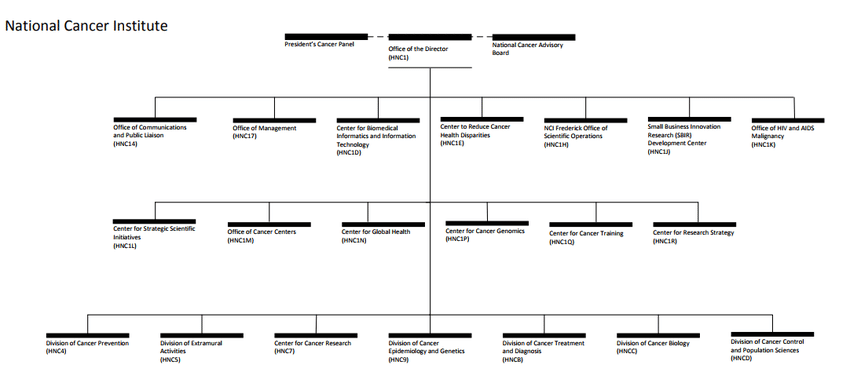 National Cancer Institute
President's Cancer Panel
Office of the Director
(HNC1)
National Cancer Advisory
Board
Office of Communications
and Public Liaison
(HNC14)
Office of Management
(HNC17)
Center for Biomedical
Informatics and Information
Technology
(HNC1D)
Center to Reduce Cancer
Health Disparities
(HNC1E)
NCI Frederick Office of
Scientific Operations
(HNC1H)
Small Business Innovation
Research (SBIR)
Development Center
(HNC1J)
Office of HIV and AIDS
Malignancy
(HNC1K)
Center for Strategic Scientific
Initiatives
(HNC1L)
Office of Cancer Centers
(HNC1M)
Center for Global Health
(HNC1N)
Center for Cancer Genomics
(HNC1P)
Center for Cancer Training
(HNC1Q)
Center for Research Strategy
(HNC1R)
Division of Cancer Prevention
(HNC4)
Division of Extramural
Activities
(HNC5)
Center for Cancer Research
(HNC7)
Division of Cancer
Epidemiology and Genetics
(HNC9)
Division of Cancer Treatment
and Diagnosis
(HNCB)
Division of Cancer Biology
(HNCC)
Division of Cancer Control
and Population Sciences
(HNCD)